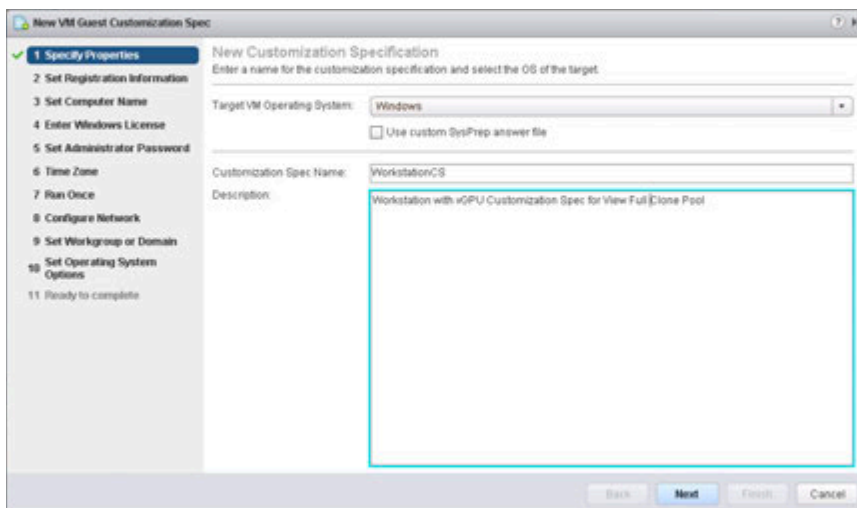 New VM Guest Customization Spec
1 Specify Properties
2 Set Registration Information
3 Set Computer Name
4 Enter Windows License
5 Set Administrator Password
6 Time Zone
7 Run Once
8 Configure Network
9 Set Workgroup or Domain
10 Set Operating System
Options
11 Ready to complete
New Customization Specification
Enter a name for the customization specification and select the OS of the target.
Target VM Operating System:
Windows
Use custom SysPrep answer file
Customization Spec Name:
WorkstationCS
Description:
Workstation with vGPU Customization Spec for View Full Clone Pool
Back
Next
Finish
Cancel